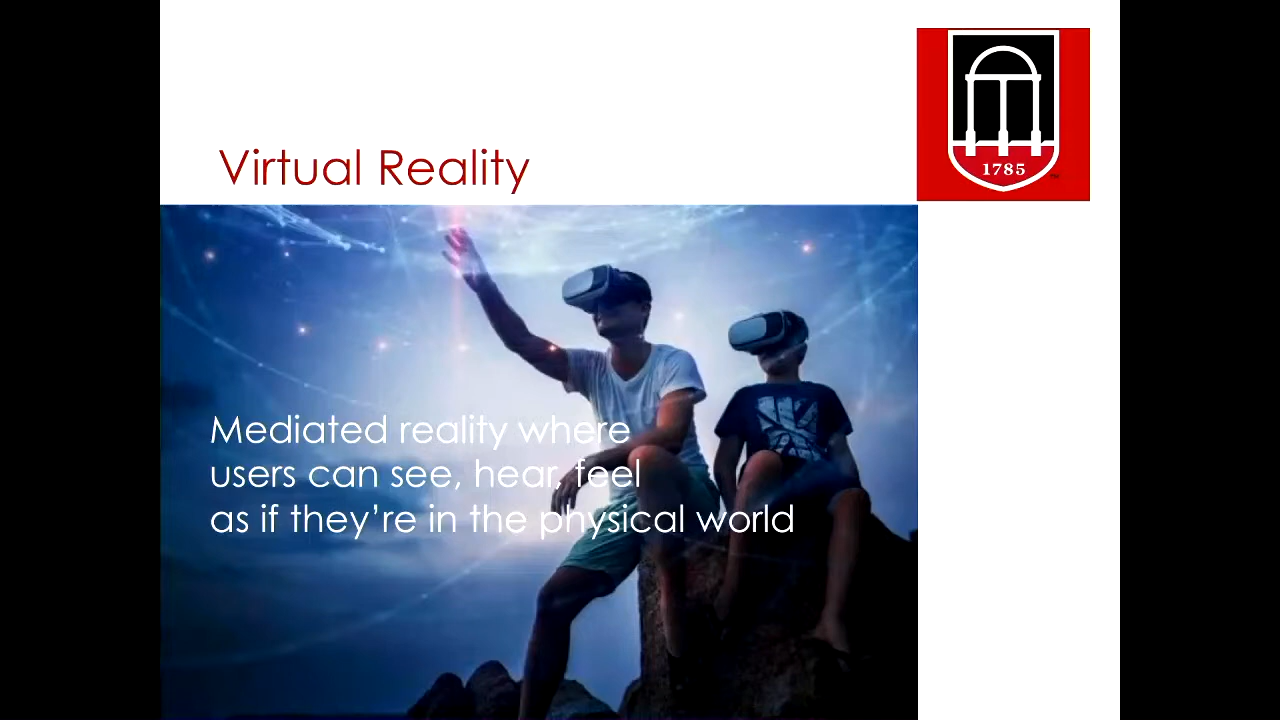 Virtual Reality
1785
Mediated reality where
users can see, hear, feel
as if they’re in the physical world